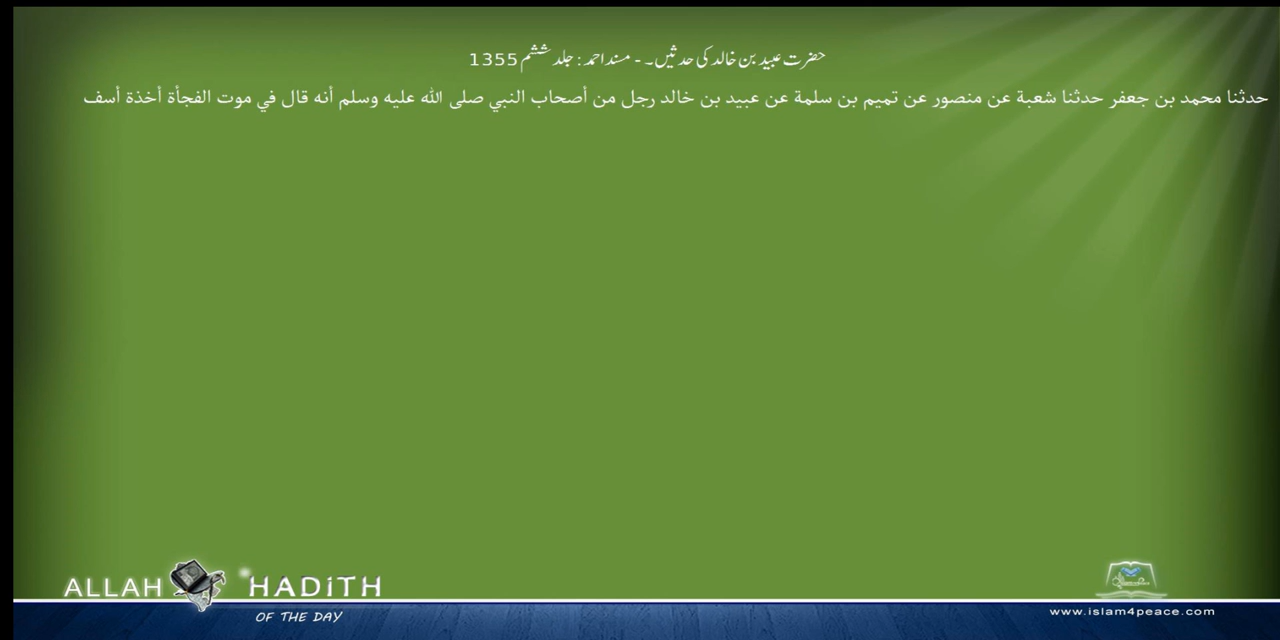 حضرت عبید بن خالد کی حدثیں۔ - مسند احمد : جلد ششم 1355
حدثنا محمد بن جعفر حدثنا شعبة عن منصور عن تميم بن سلمة عن عبيد بن خالد رجل من أصحاب النبي صلى الله عليه وسلم أنه قال في موت الفجأة أخذة أسف
ALLAH HADITH
OF THE DAY
www.islam4peace.com